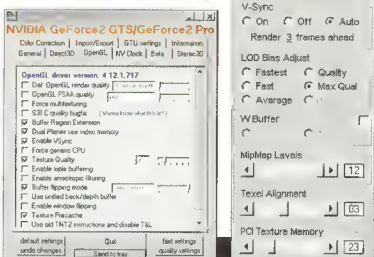 NVIDIA GeForce2 GTS/GeForce2 Pro
Color Correction Import/Export GTU settings Information
General Direct3D OpenGL NV Clock Beta Stereo3D
OpenGL driver version. 4.12.1.717
OpenGL render quality
OpenGL FSAA quality
Force multitexturing
S3TC quality bugfix
Buffer Region Extension
Dual Planes use video memory
Enable VSync
Force generic CPU
Texture Quality
Enable triple buffering
Enable anisotropic filtering
Buffer flipping mode
Use unified back/depth buffer
Enable window flipping
Texture Precache
Use old TNT2 instructions and disable T&L
default settings Quit fast settings
undo changes Send to tray quality settings
V-Sync
On Off Auto
Render 3 frames ahead
LOD Bias Adjust
Fastest Quality
Fast Max Qual
Average
W Buffer
MipMap Levels
12
Texel Alignment
03
PCI Texture Memory
23